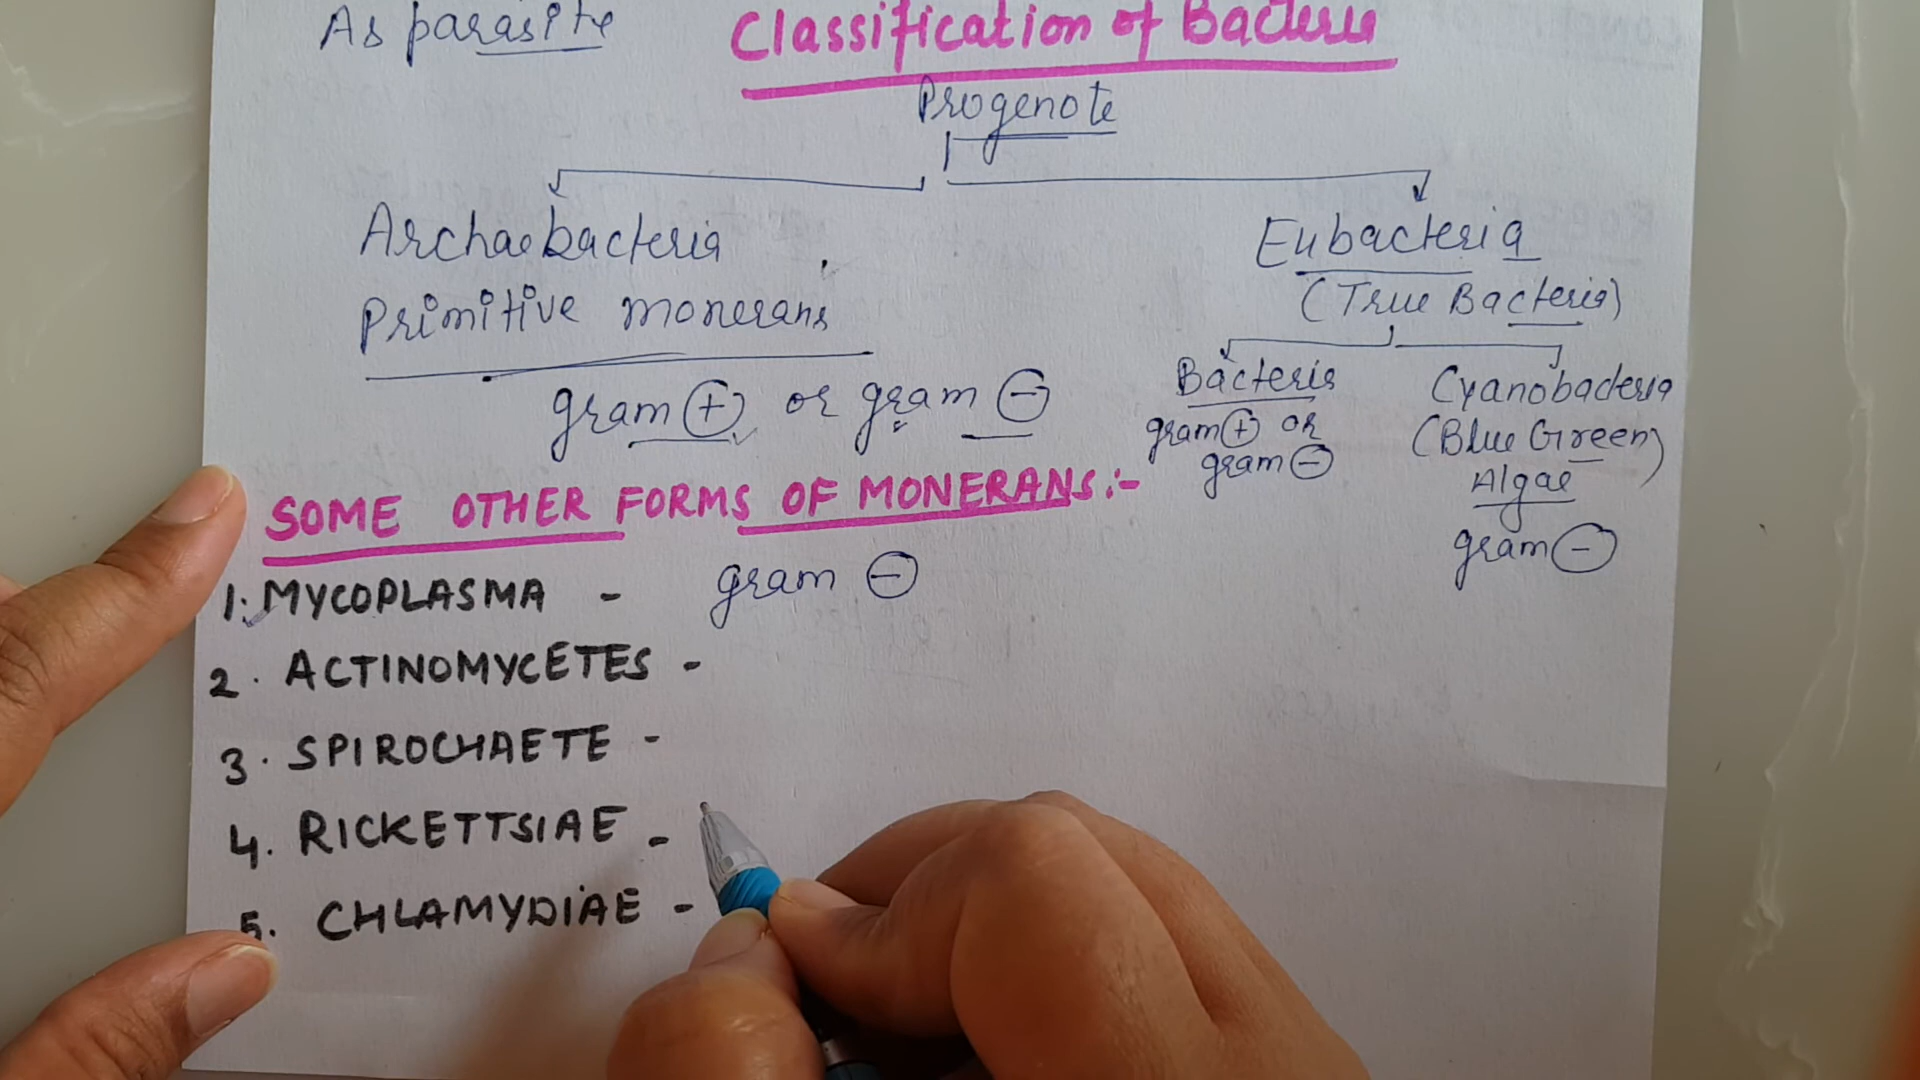 As parasite
Classification of Bacteria
Progenote
Archaebacteria
Primitive monerans
gram ⊕ or gram ⊖
Eubacteria
(True Bacteria)
Bacteria
gram ⊕ or
gram ⊖
Cyanobacteria
(Blue Green)
Algae
gram ⊖
SOME OTHER FORMS OF MONERANS:-
1. MYCOPLASMA - gram ⊖
2. ACTINOMYCETES -
3. SPIROCHAETE -
4. RICKETTSIAE -
5. CHLAMYDIAE -